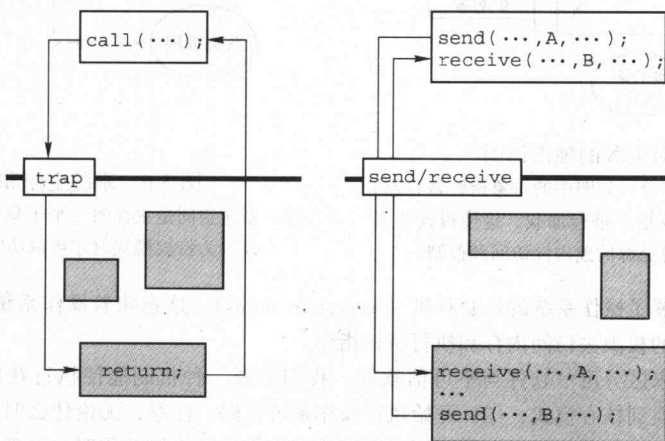 call(⋯);
send(⋯,A,⋯);
receive(⋯,B,⋯);
trap
send/receive
return;
receive(⋯,A,⋯);
⋯
send(⋯,B,⋯);